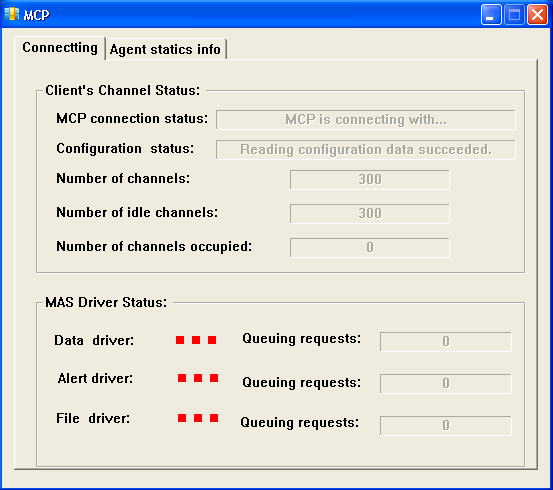 MCP
Connectting Agent statics info
Client's Channel Status:
MCP connection status: MCP is connecting with...
Configuration status: Reading configuration data succeeded.
Number of channels: 300
Number of idle channels: 300
Number of channels occupied: 0
MAS Driver Status:
Data driver: Queuing requests: 0
Alert driver: Queuing requests: 0
File driver: Queuing requests: 0